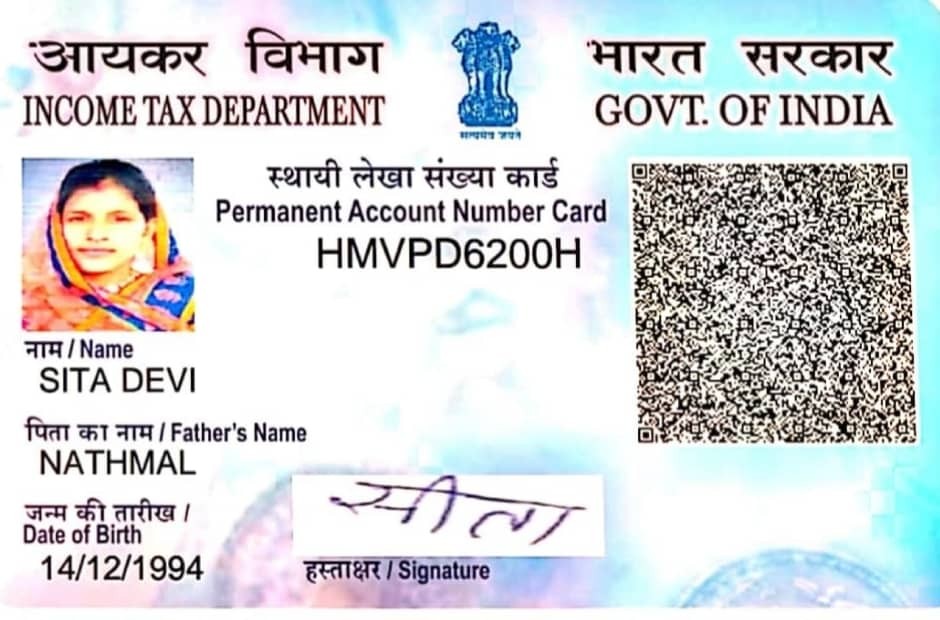 आयकर विभाग
INCOME TAX DEPARTMENT
सत्यमेव जयते
भारत सरकार
GOVT. OF INDIA
स्थायी लेखा संख्या कार्ड
Permanent Account Number Card
HMVPD6200H
नाम / Name
SITA DEVI
पिता का नाम / Father's Name
NATHMAL
जन्म की तारीख /
Date of Birth
14/12/1994
सीता
हस्ताक्षर / Signature